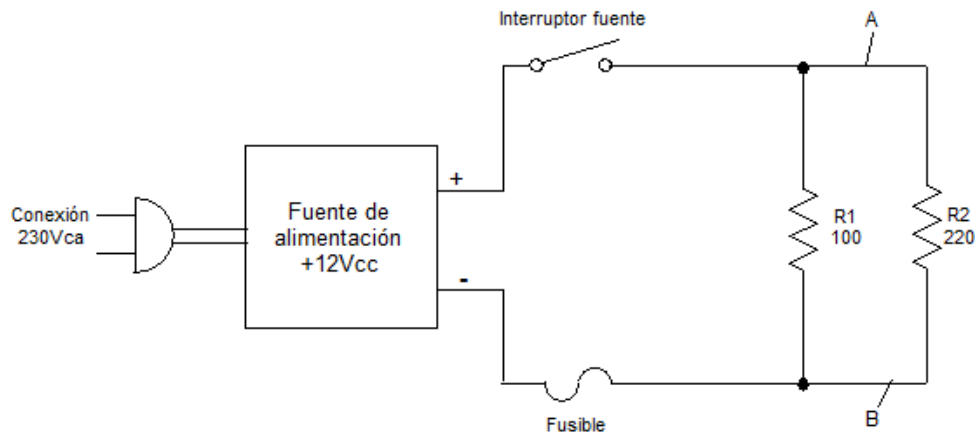 Interruptor fuente
A
Conexión
230Vca
Fuente de
alimentación
+12Vcc
+
-
R1
100
R2
220
Fusible
B